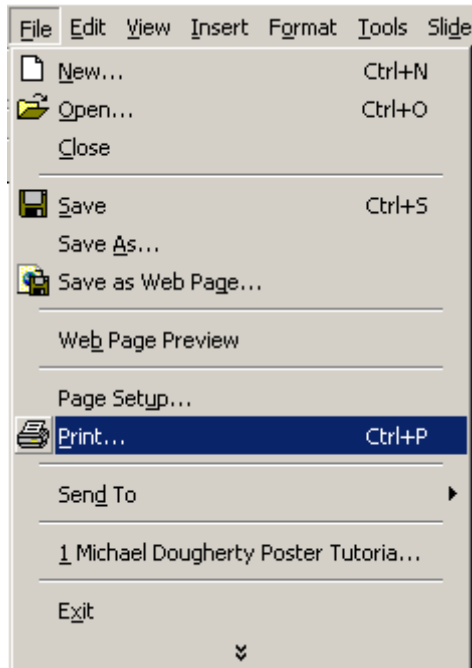 File Edit View Insert Format Tools Slide
New... Ctrl+N
Open... Ctrl+O
Close
Save Ctrl+S
Save As...
Save as Web Page...
Web Page Preview
Page Setup...
Print... Ctrl+P
Send To
1 Michael Dougherty Poster Tutoria...
Exit